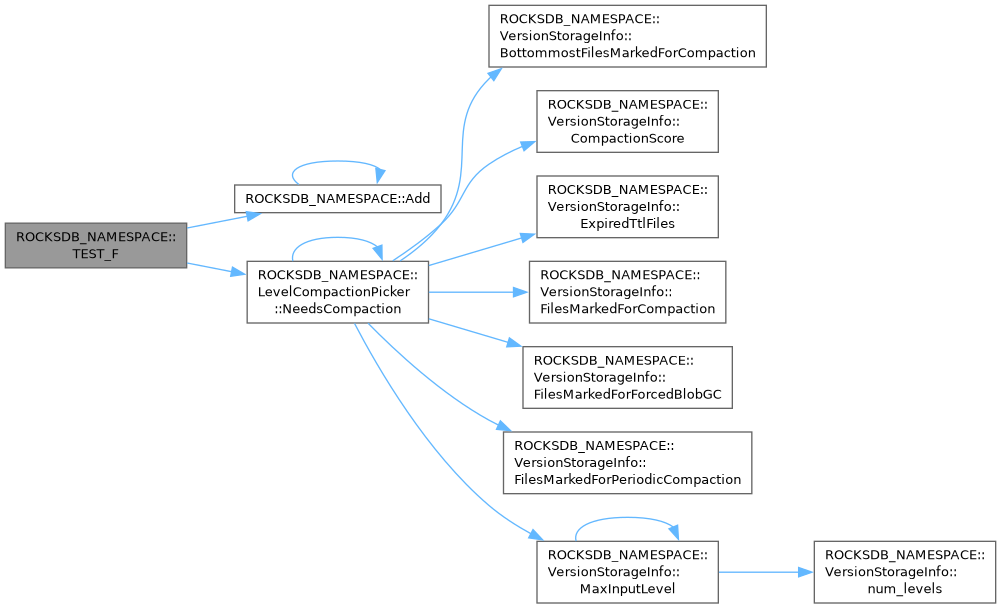 ROCKSDB_NAMESPACE::
TEST_F
ROCKSDB_NAMESPACE::Add
ROCKSDB_NAMESPACE::
LevelCompactionPicker
::NeedsCompaction
ROCKSDB_NAMESPACE::
VersionStorageInfo::
BottommostFilesMarkedForCompaction
ROCKSDB_NAMESPACE::
VersionStorageInfo::
CompactionScore
ROCKSDB_NAMESPACE::
VersionStorageInfo::
ExpiredTtlFiles
ROCKSDB_NAMESPACE::
VersionStorageInfo::
FilesMarkedForCompaction
ROCKSDB_NAMESPACE::
VersionStorageInfo::
FilesMarkedForForcedBlobGC
ROCKSDB_NAMESPACE::
VersionStorageInfo::
FilesMarkedForPeriodicCompaction
ROCKSDB_NAMESPACE::
VersionStorageInfo::
MaxInputLevel
ROCKSDB_NAMESPACE::
VersionStorageInfo::
num_levels